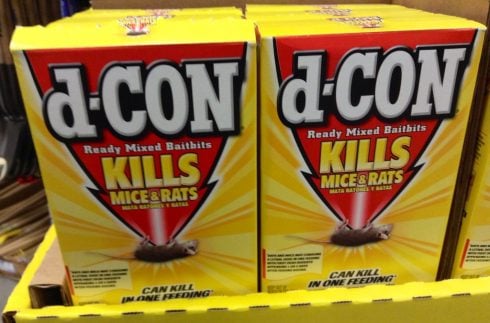 d-CON
Ready Mixed Baitbits
KILLS
MICE & RATS
MATA RATONES Y RATAS
CAN KILL
IN ONE FEEDING*
d-CON
Ready Mixed Baitbits
KILLS
MICE & RATS
MATA RATONES Y RATAS
CAN KILL
IN ONE FEEDING*